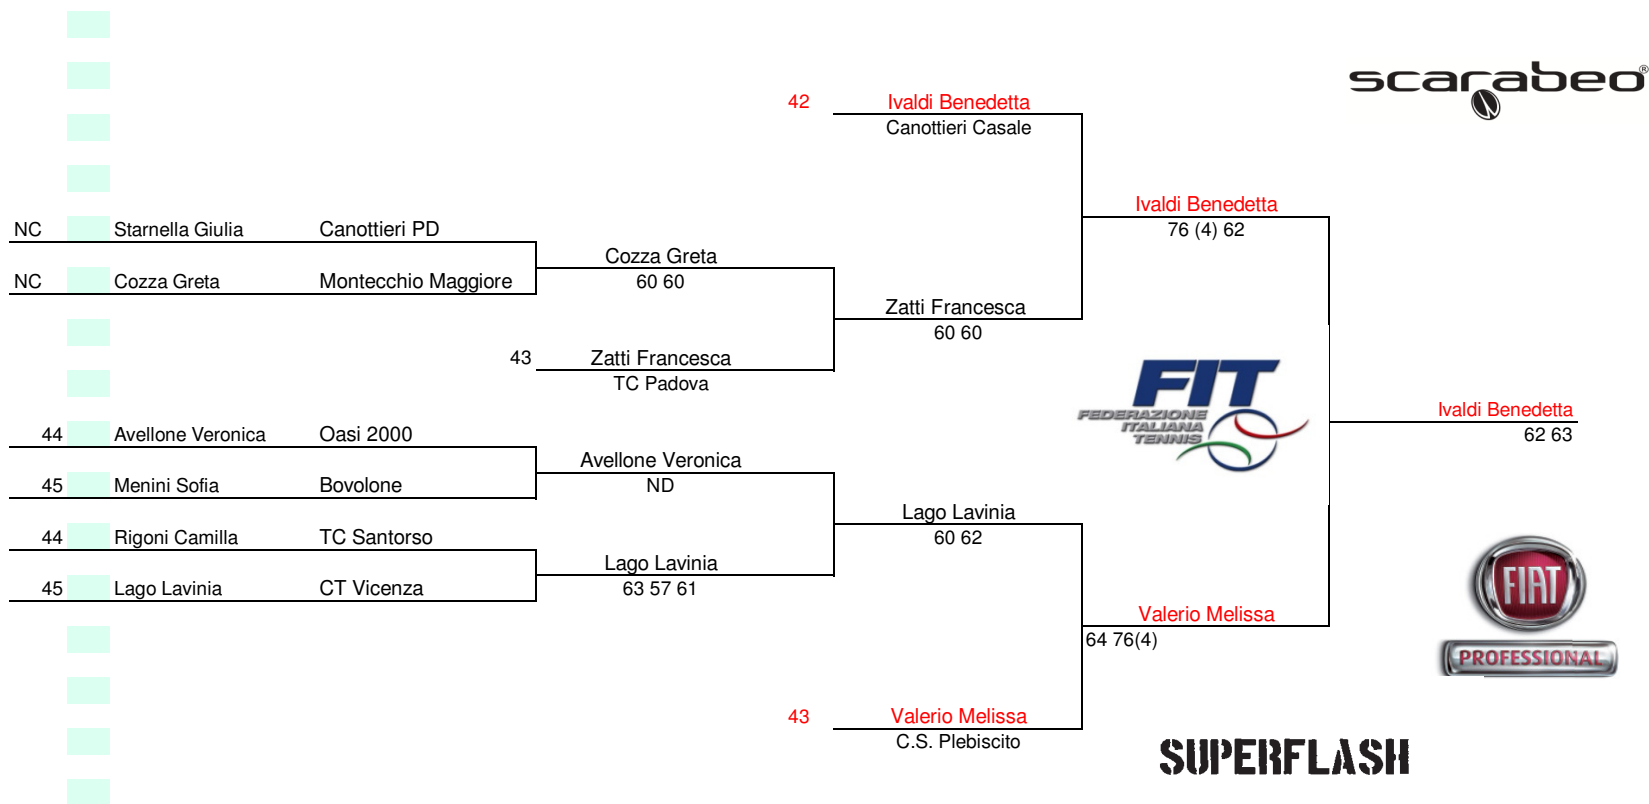 scarabeo®
42 Ivaldi Benedetta
Canottieri Casale
Ivaldi Benedetta
76 (4) 62
NC Starnella Giulia Canottieri PD
Cozza Greta
60 60
NC Cozza Greta Montecchio Maggiore
Zatti Francesca
60 60
43 Zatti Francesca
TC Padova
FIT
FEDERAZIONE
ITALIANA
TENNIS
Ivaldi Benedetta
62 63
44 Avellone Veronica Oasi 2000
Avellone Veronica
ND
45 Menini Sofia Bovolone
Lago Lavinia
60 62
44 Rigoni Camilla TC Santorso
Lago Lavinia
63 57 61
45 Lago Lavinia CT Vicenza
FIAT
PROFESSIONAL
Valerio Melissa
64 76(4)
43 Valerio Melissa
C.S. Plebiscito
SUPERFLASH